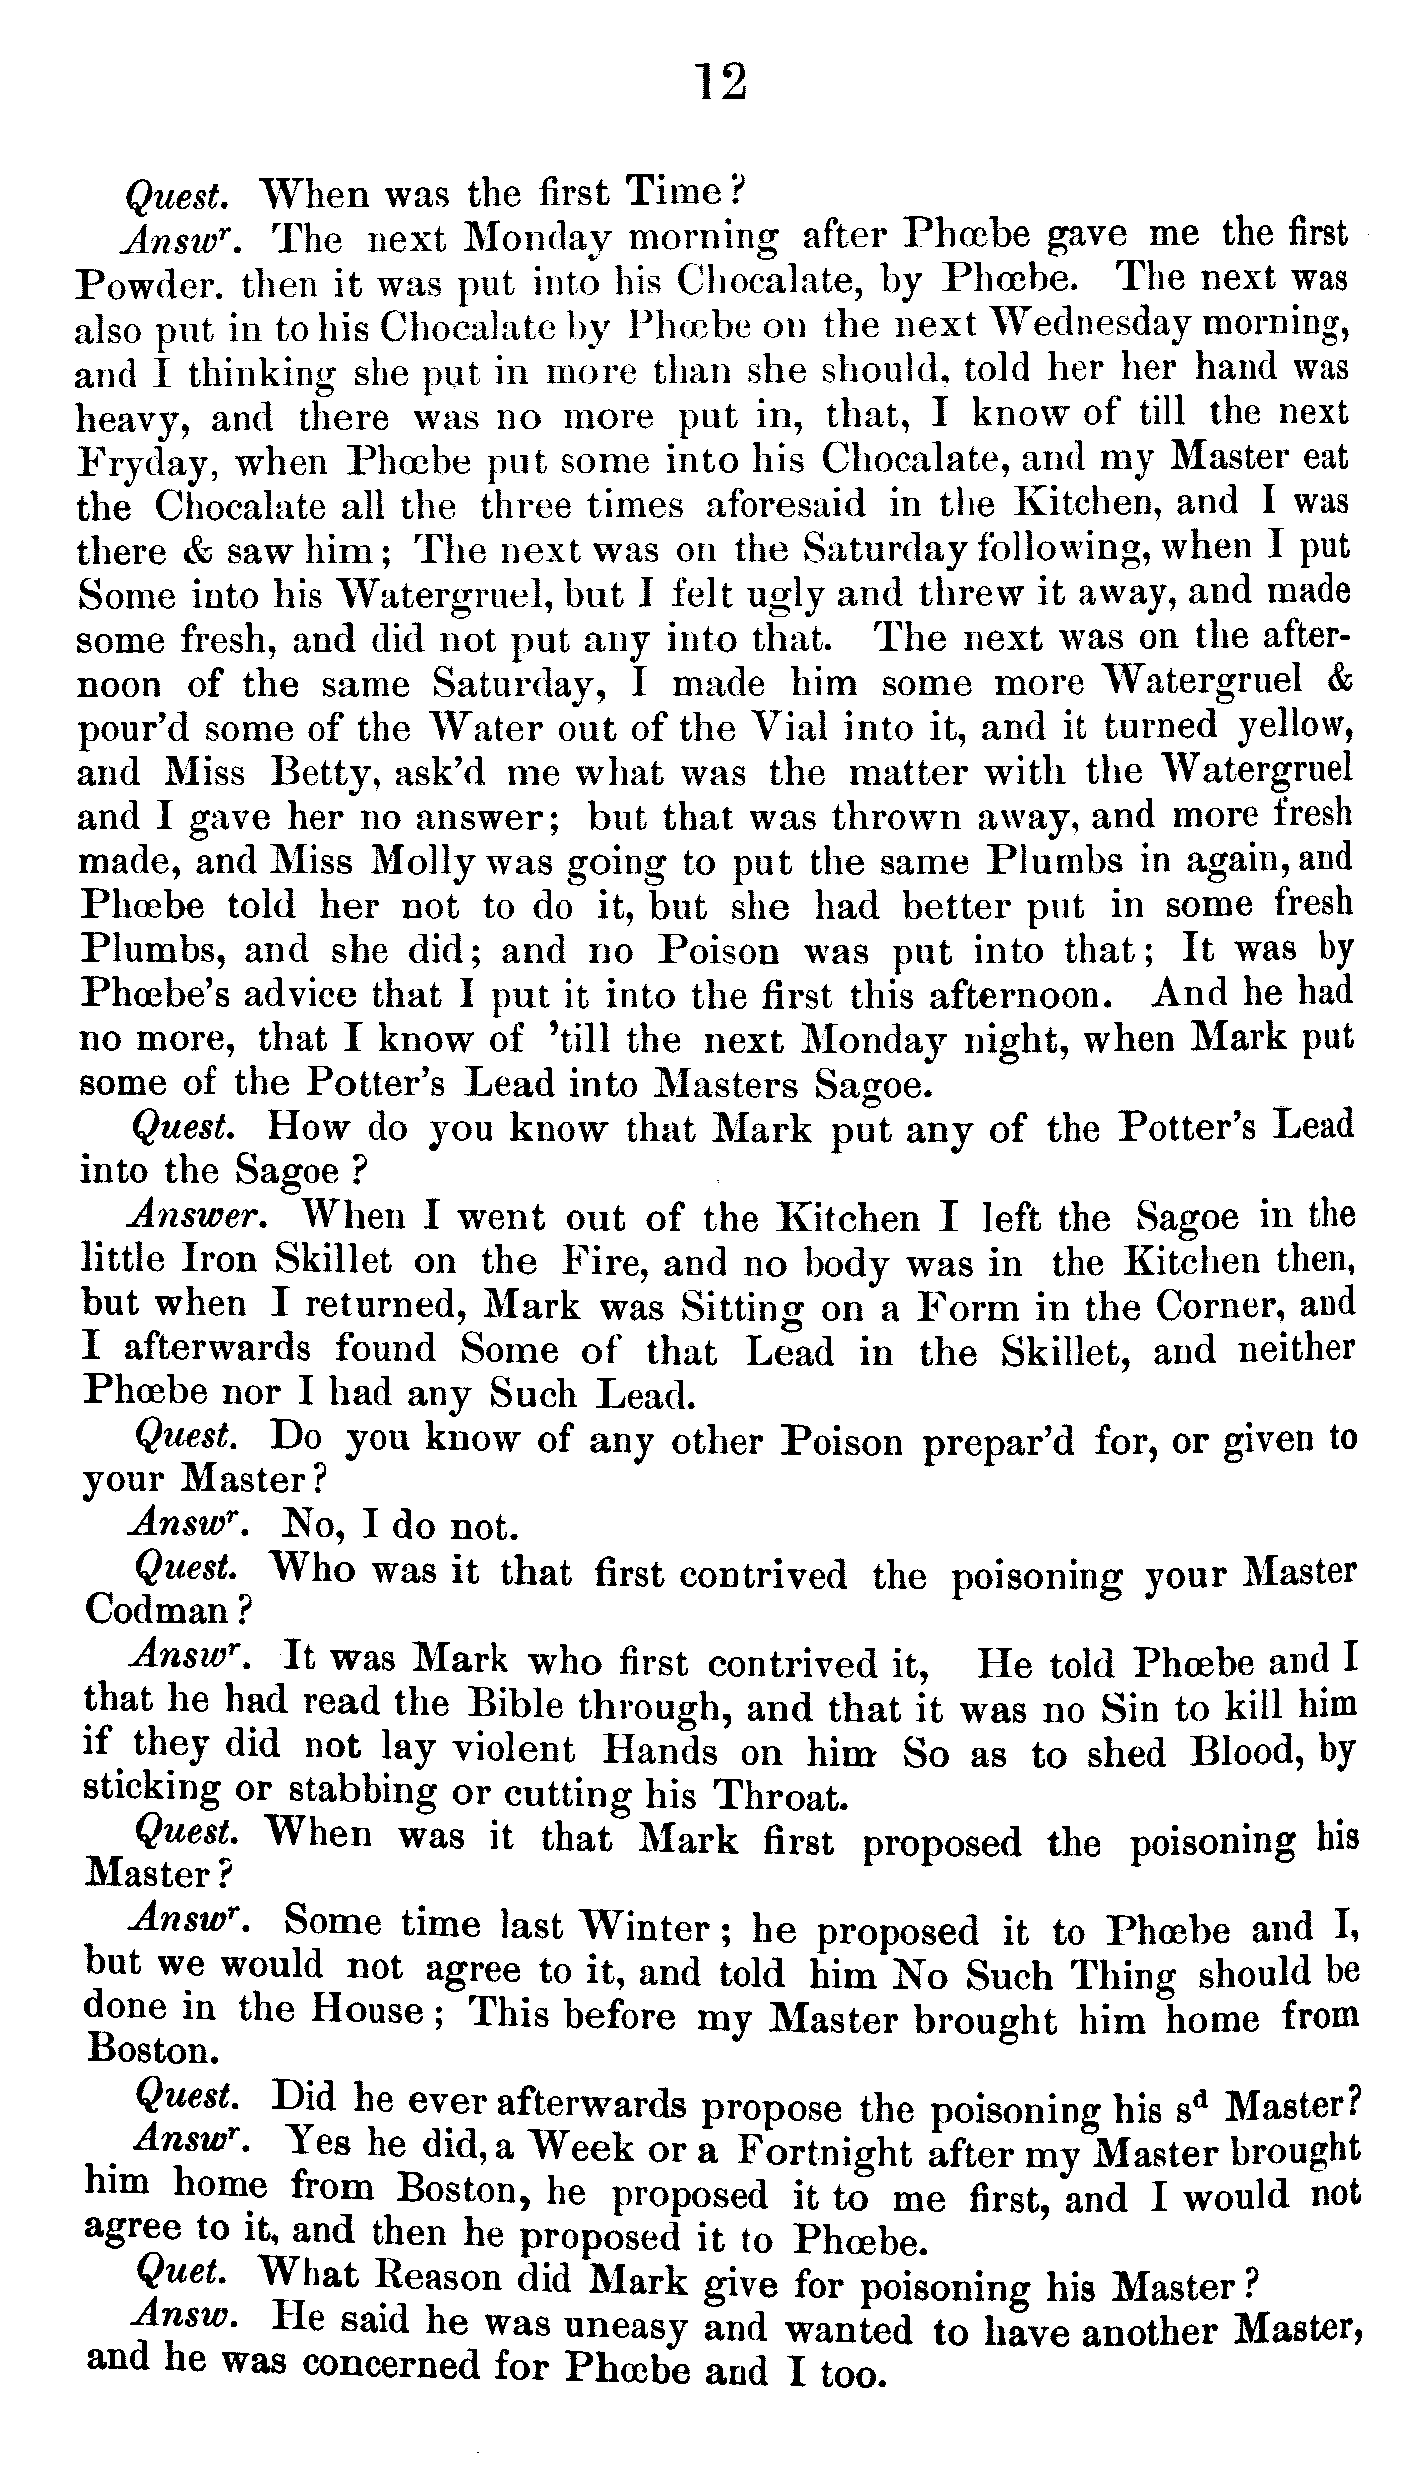 12
Quest. When was the first Time?
Answʳ. The next Monday morning after Phœbe gave me the first
Powder. then it was put into his Chocalate, by Phœbe. The next was
also put in to his Chocalate by Phœbe on the next Wednesday morning,
and I thinking she put in more than she should, told her her hand was
heavy, and there was no more put in, that, I know of till the next
Fryday, when Phœbe put some into his Chocalate, and my Master eat
the Chocalate all the three times aforesaid in the Kitchen, and I was
there & saw him; The next was on the Saturday following, when I put
Some into his Watergruel, but I felt ugly and threw it away, and made
some fresh, and did not put any into that. The next was on the after-
noon of the same Saturday, I made him some more Watergruel &
pour'd some of the Water out of the Vial into it, and it turned yellow,
and Miss Betty, ask'd me what was the matter with the Watergruel
and I gave her no answer; but that was thrown away, and more fresh
made, and Miss Molly was going to put the same Plumbs in again, and
Phœbe told her not to do it, but she had better put in some fresh
Plumbs, and she did; and no Poison was put into that; It was by
Phœbe's advice that I put it into the first this afternoon. And he had
no more, that I know of 'till the next Monday night, when Mark put
some of the Potter's Lead into Masters Sagoe.
Quest. How do you know that Mark put any of the Potter's Lead
into the Sagoe?
Answer. When I went out of the Kitchen I left the Sagoe in the
little Iron Skillet on the Fire, and no body was in the Kitchen then,
but when I returned, Mark was Sitting on a Form in the Corner, and
I afterwards found Some of that Lead in the Skillet, and neither
Phœbe nor I had any Such Lead.
Quest. Do you know of any other Poison prepar'd for, or given to
your Master?
Answʳ. No, I do not.
Quest. Who was it that first contrived the poisoning your Master
Codman?
Answʳ. It was Mark who first contrived it, He told Phœbe and I
that he had read the Bible through, and that it was no Sin to kill him
if they did not lay violent Hands on him So as to shed Blood, by
sticking or stabbing or cutting his Throat.
Quest. When was it that Mark first proposed the poisoning his
Master?
Answʳ. Some time last Winter; he proposed it to Phœbe and I,
but we would not agree to it, and told him No Such Thing should be
done in the House; This before my Master brought him home from
Boston.
Quest. Did he ever afterwards propose the poisoning his sᵈ Master?
Answʳ. Yes he did, a Week or a Fortnight after my Master brought
him home from Boston, he proposed it to me first, and I would not
agree to it, and then he proposed it to Phœbe.
Quet. What Reason did Mark give for poisoning his Master?
Answ. He said he was uneasy and wanted to have another Master,
and he was concerned for Phœbe and I too.